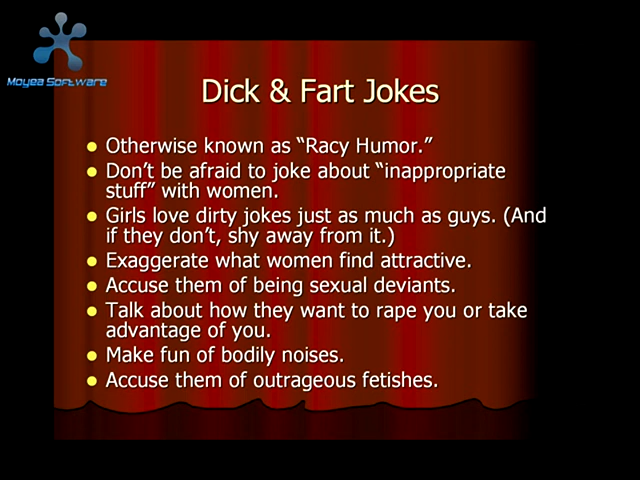 Moyea Software
Dick & Fart Jokes
Otherwise known as “Racy Humor.”
Don’t be afraid to joke about “inappropriate
stuff” with women.
Girls love dirty jokes just as much as guys. (And
if they don’t, shy away from it.)
Exaggerate what women find attractive.
Accuse them of being sexual deviants.
Talk about how they want to rape you or take
advantage of you.
Make fun of bodily noises.
Accuse them of outrageous fetishes.